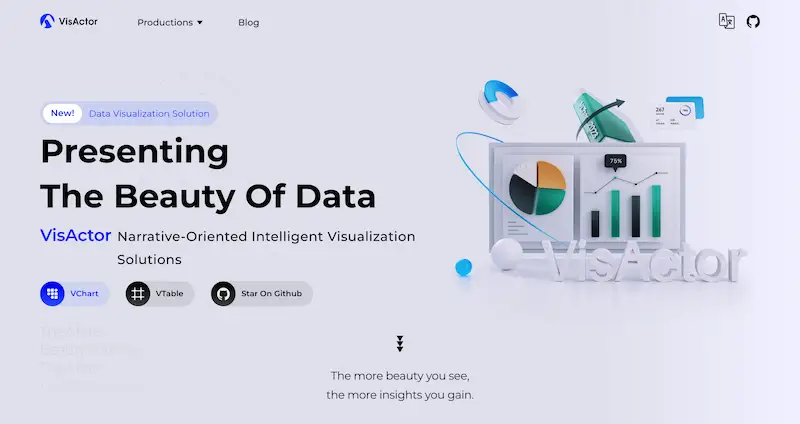 VisActor
Productions
Blog
New!
Data Visualization Solution
Presenting
The Beauty Of Data
VisActor Narrative-Oriented Intelligent Visualization
Solutions
VChart
VTable
Star On Github
267
75%
VisActor
The more beauty you see,
the more insights you gain.